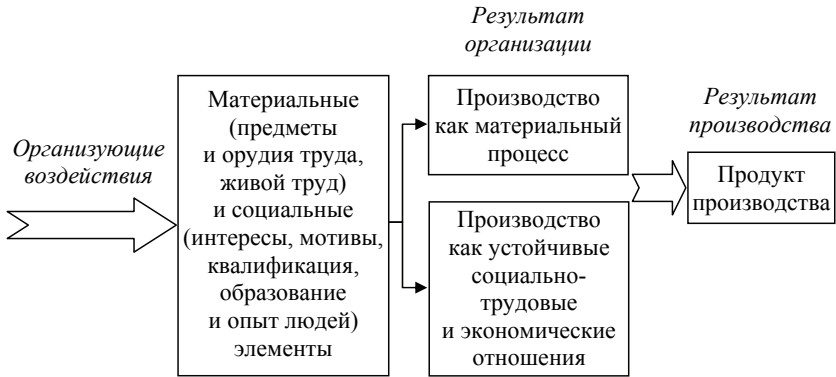 Организующие
воздействия
Материальные
(предметы
и орудия труда,
живой труд)
и социальные
(интересы, мотивы,
квалификация,
образование
и опыт людей)
элементы
Результат
организации
Производство
как материальный
процесс
Производство
как устойчивые
социально-
трудовые
и экономические
отношения
Результат
производства
Продукт
производства